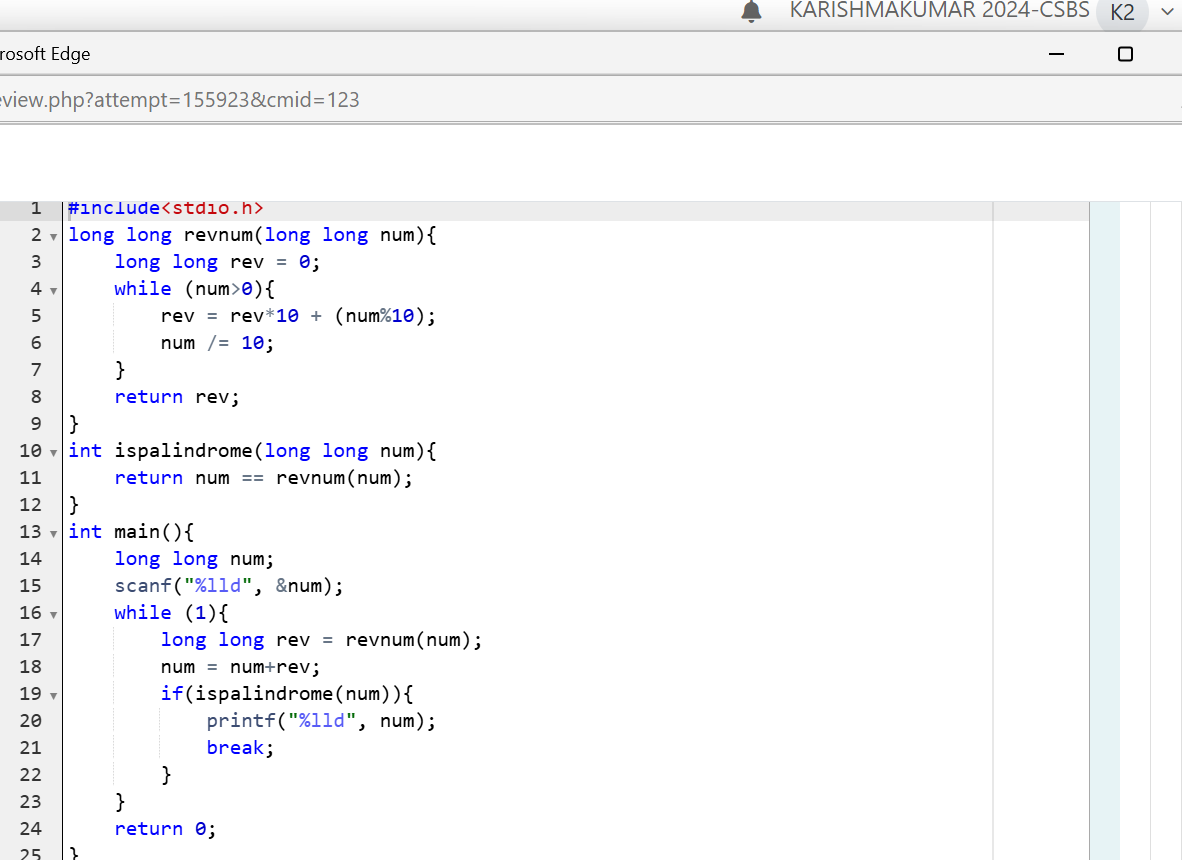 KARISHMAKUMAR 2024-CSBS K2
rosoft Edge
eview.php?attempt=155923&cmid=123
1 #include<stdio.h>
2 long long revnum(long long num){
3     long long rev = 0;
4     while (num>0){
5         rev = rev*10 + (num%10);
6         num /= 10;
7     }
8     return rev;
9 }
10 int ispalindrome(long long num){
11     return num == revnum(num);
12 }
13 int main(){
14     long long num;
15     scanf("%lld", &num);
16     while (1){
17         long long rev = revnum(num);
18         num = num+rev;
19         if(ispalindrome(num)){
20             printf("%lld", num);
21             break;
22         }
23     }
24     return 0;
25 }